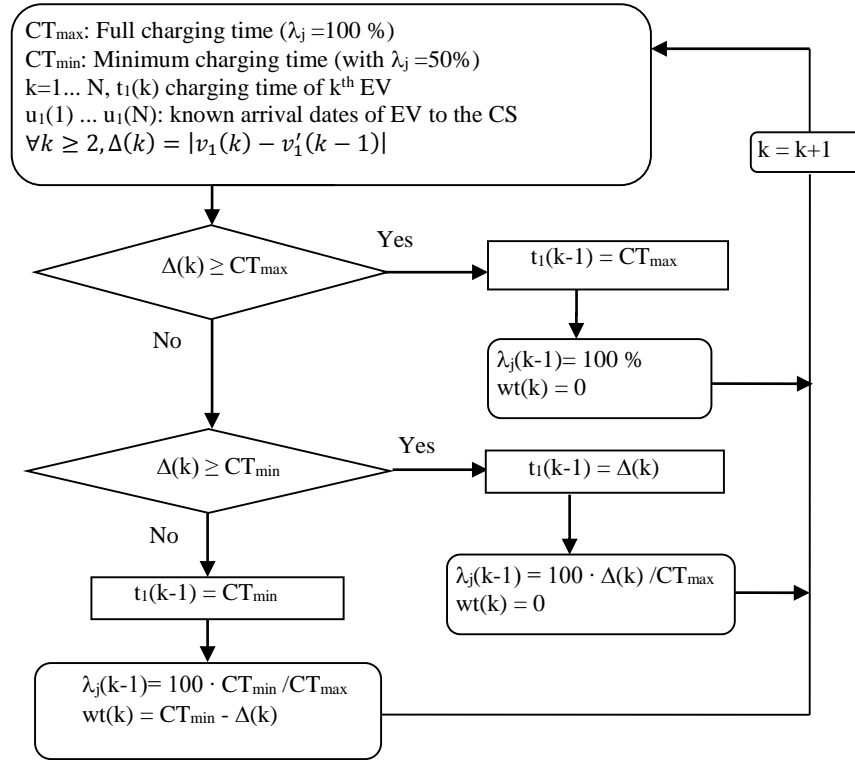 CTmax: Full charging time (λj =100 %)
CTmin: Minimum charging time (with λj =50%)
k=1... N, t1(k) charging time of kth EV
u1(1) ... u1(N): known arrival dates of EV to the CS
∀k ≥ 2, Δ(k) = |v1(k) − v1′(k − 1)|
k = k+1
Δ(k) ≥ CTmax
Yes
t1(k-1) = CTmax
No
λj(k-1)= 100 %
wt(k) = 0
Δ(k) ≥ CTmin
Yes
t1(k-1) = Δ(k)
No
λj(k-1) = 100 · Δ(k) /CTmax
wt(k) = 0
t1(k-1) = CTmin
λj(k-1)= 100 · CTmin /CTmax
wt(k) = CTmin - Δ(k)